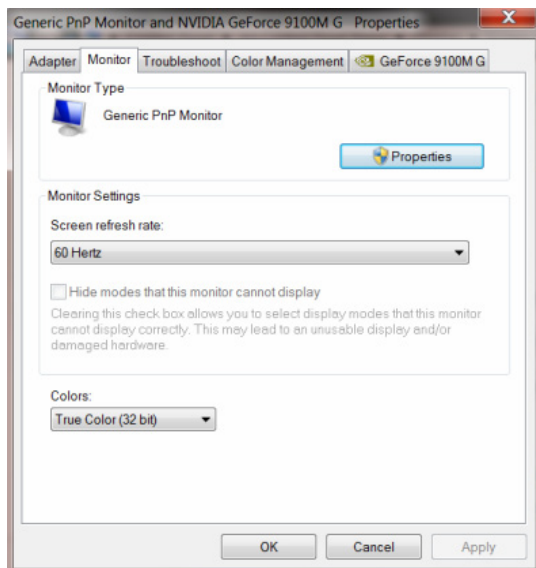 Generic PnP Monitor and NVIDIA GeForce 9100M G Properties
Adapter Monitor Troubleshoot Color Management GeForce 9100M G
Monitor Type
Generic PnP Monitor
Properties
Monitor Settings
Screen refresh rate:
60 Hertz
Hide modes that this monitor cannot display
Clearing this check box allows you to select display modes that this monitor
cannot display correctly. This may lead to an unusable display and/or
damaged hardware.
Colors:
True Color (32 bit)
OK Cancel Apply